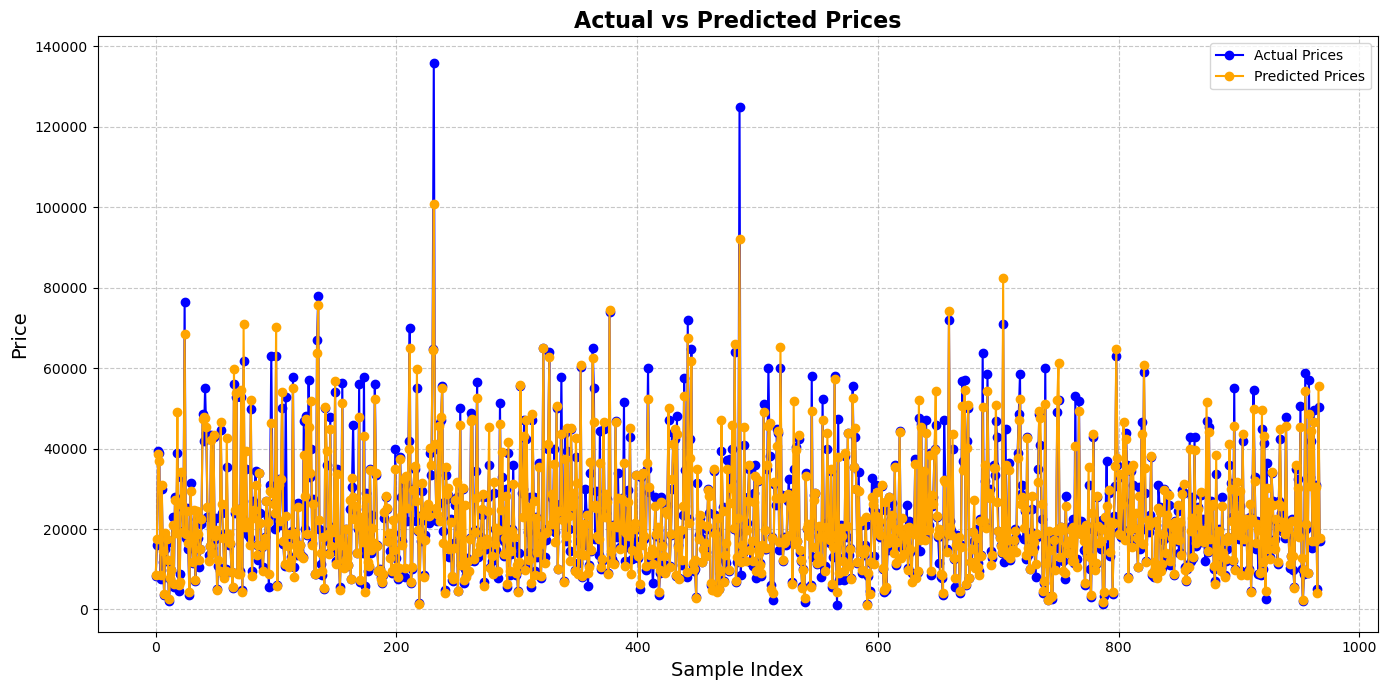 Actual vs Predicted Prices
Actual Prices
Predicted Prices
Price
140000
120000
100000
80000
60000
40000
20000
0
0 200 400 600 800 1000
Sample Index